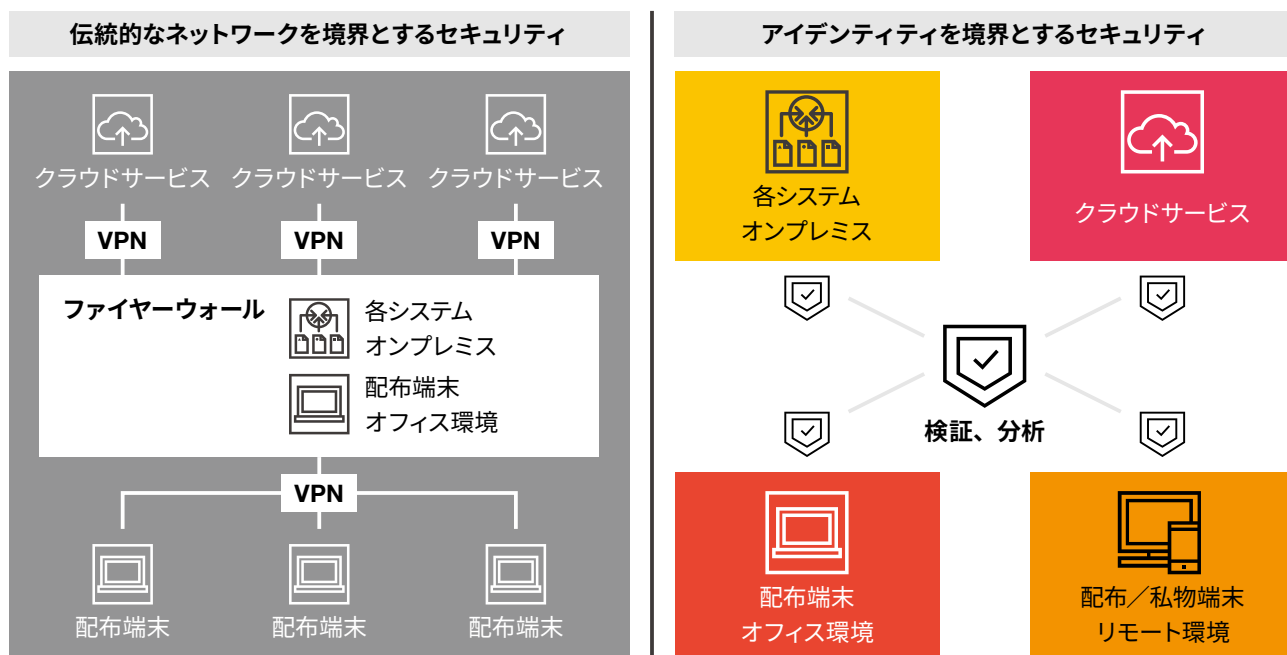 伝統的なネットワークを境界とするセキュリティ
クラウドサービス
クラウドサービス
クラウドサービス
VPN
VPN
VPN
ファイヤーウォール
各システム
オンプレミス
配布端末
オフィス環境
VPN
配布端末
配布端末
配布端末
アイデンティティを境界とするセキュリティ
各システム
オンプレミス
クラウドサービス
検証、分析
配布端末
オフィス環境
配布／私物端末
リモート環境